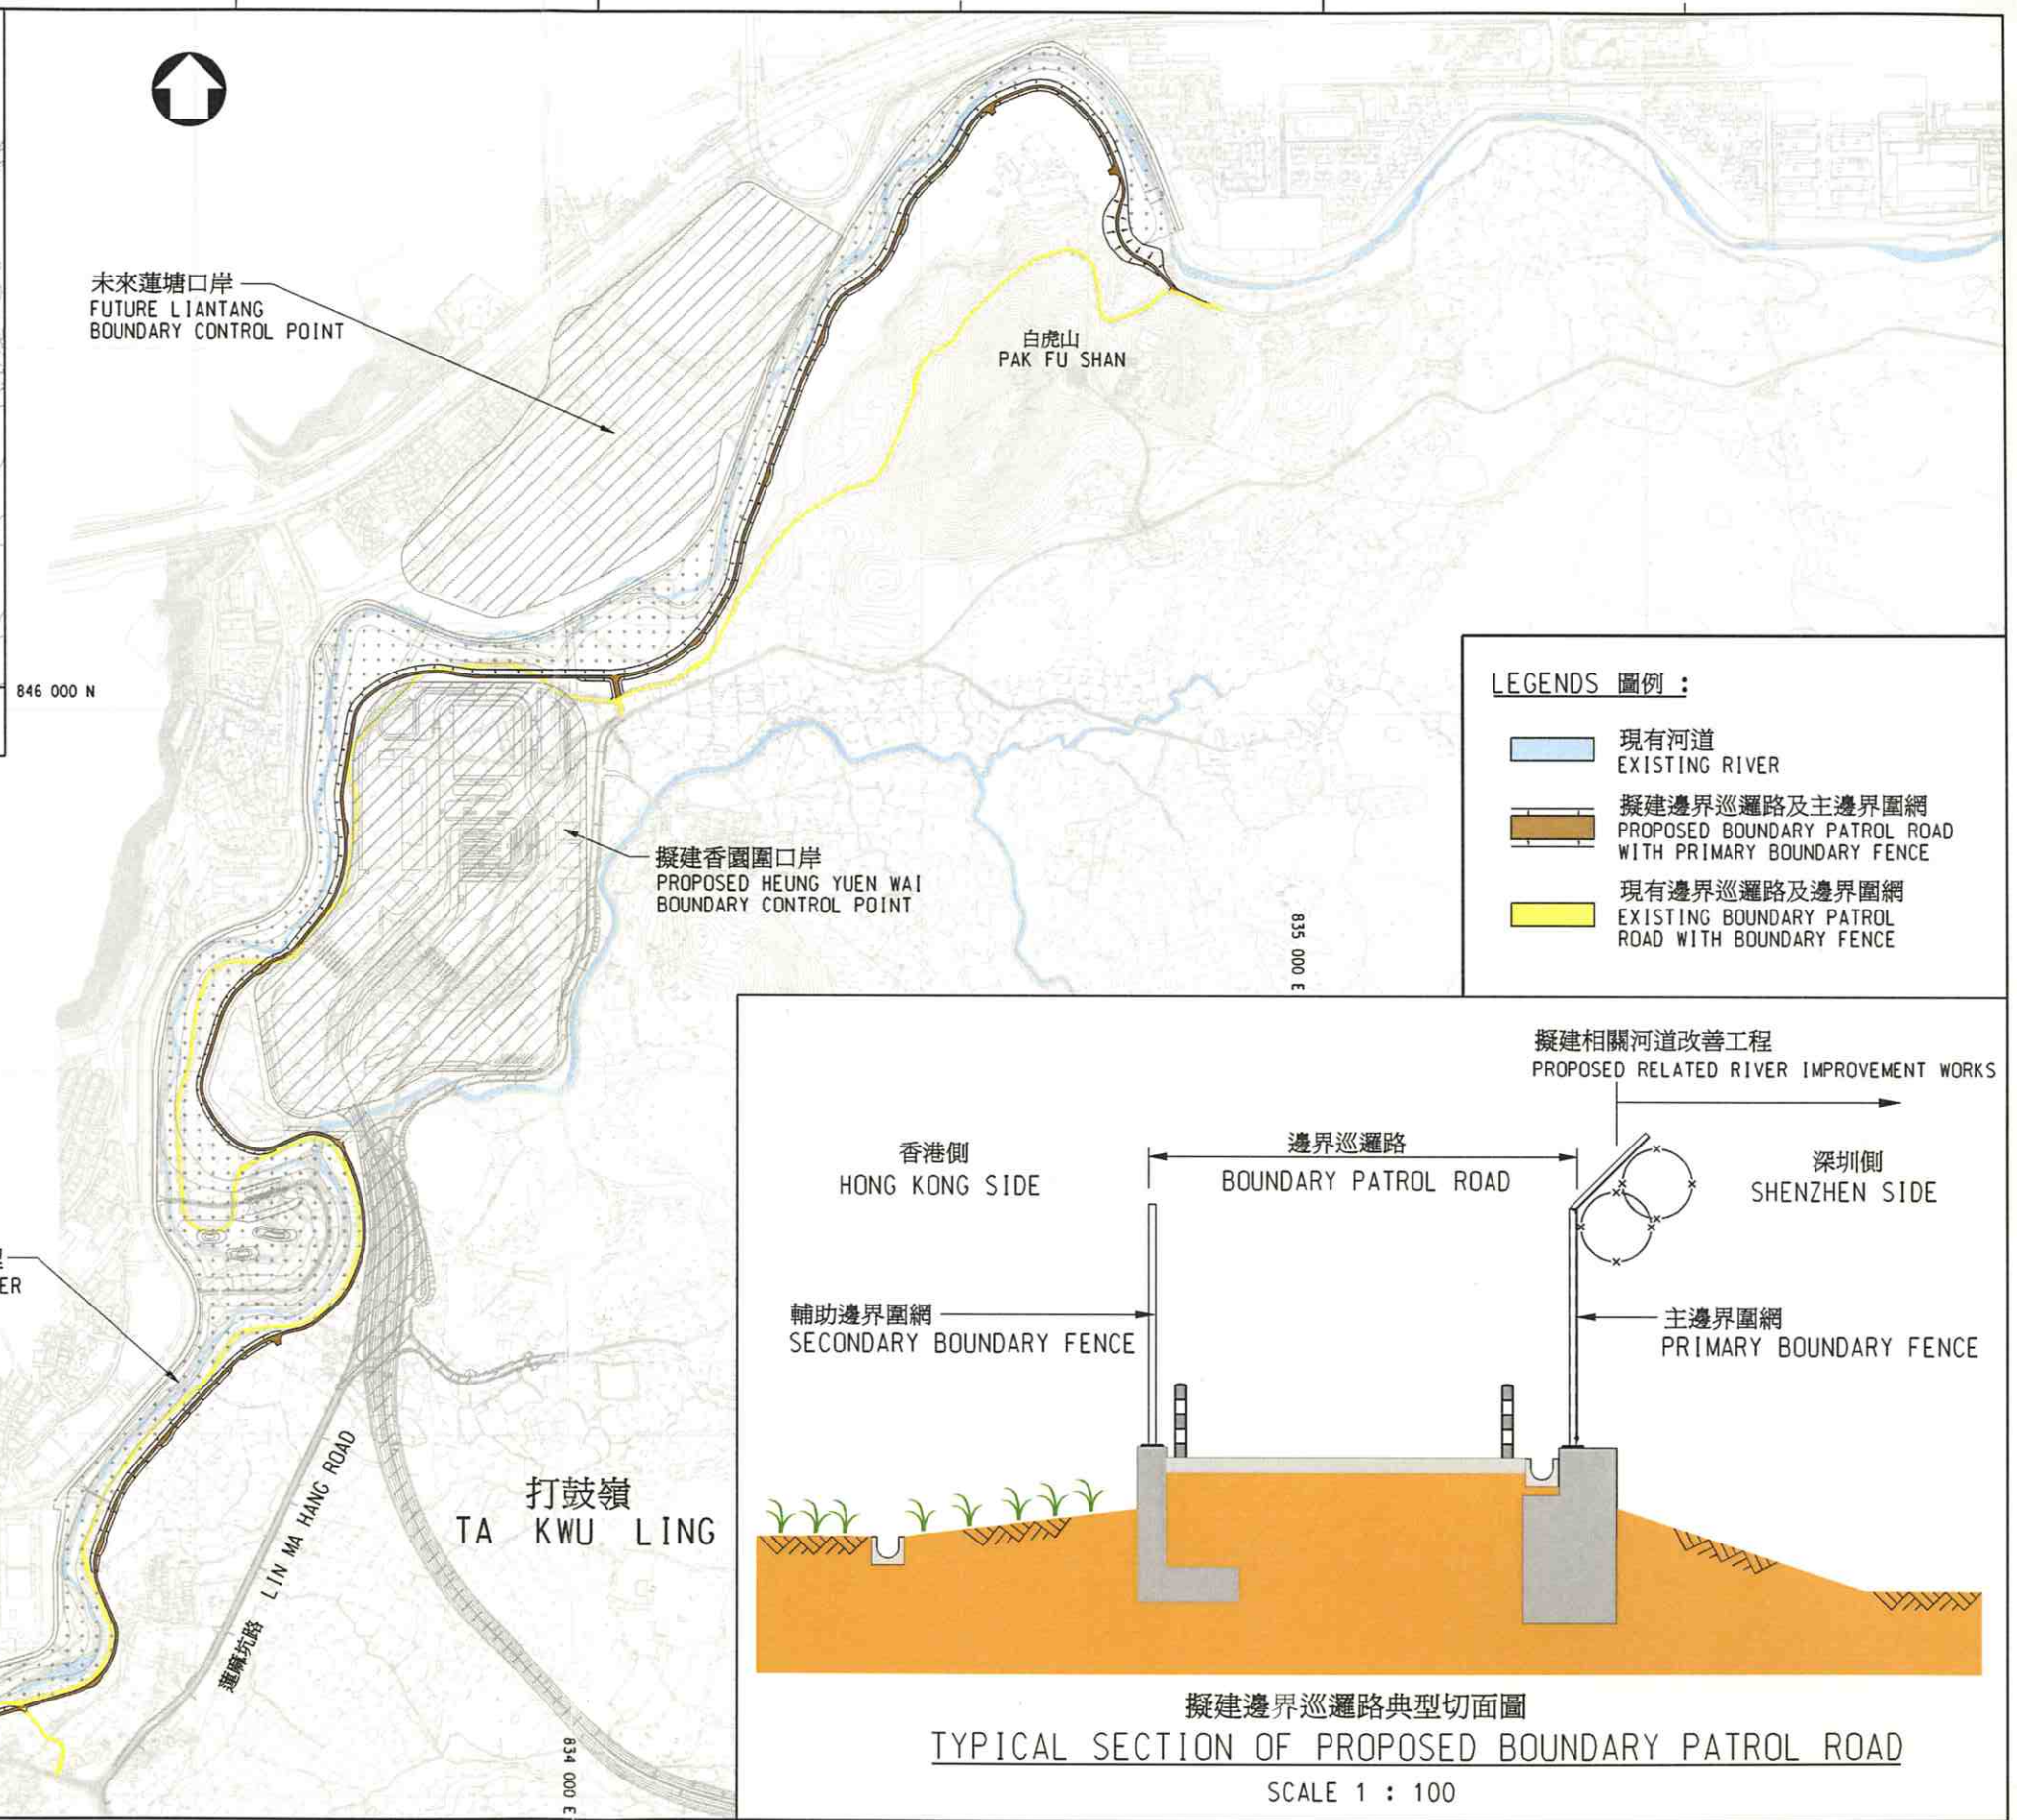 未來蓮塘口岸
FUTURE LIANTANG
BOUNDARY CONTROL POINT
白虎山
PAK FU SHAN
846 000 N
擬建香園圍口岸
PROPOSED HEUNG YUEN WAI
BOUNDARY CONTROL POINT
835 000 E
LEGENDS 圖例 :
現有河道
EXISTING RIVER
擬建邊界巡邏路及主邊界圍網
PROPOSED BOUNDARY PATROL ROAD
WITH PRIMARY BOUNDARY FENCE
現有邊界巡邏路及邊界圍網
EXISTING BOUNDARY PATROL
ROAD WITH BOUNDARY FENCE
ER
蓮麻坑路 LIN MA HANG ROAD
打鼓嶺
TA KWU LING
834 000 E
擬建相關河道改善工程
PROPOSED RELATED RIVER IMPROVEMENT WORKS
香港側
HONG KONG SIDE
邊界巡邏路
BOUNDARY PATROL ROAD
深圳側
SHENZHEN SIDE
輔助邊界圍網
SECONDARY BOUNDARY FENCE
主邊界圍網
PRIMARY BOUNDARY FENCE
擬建邊界巡邏路典型切面圖
TYPICAL SECTION OF PROPOSED BOUNDARY PATROL ROAD
SCALE 1 : 100